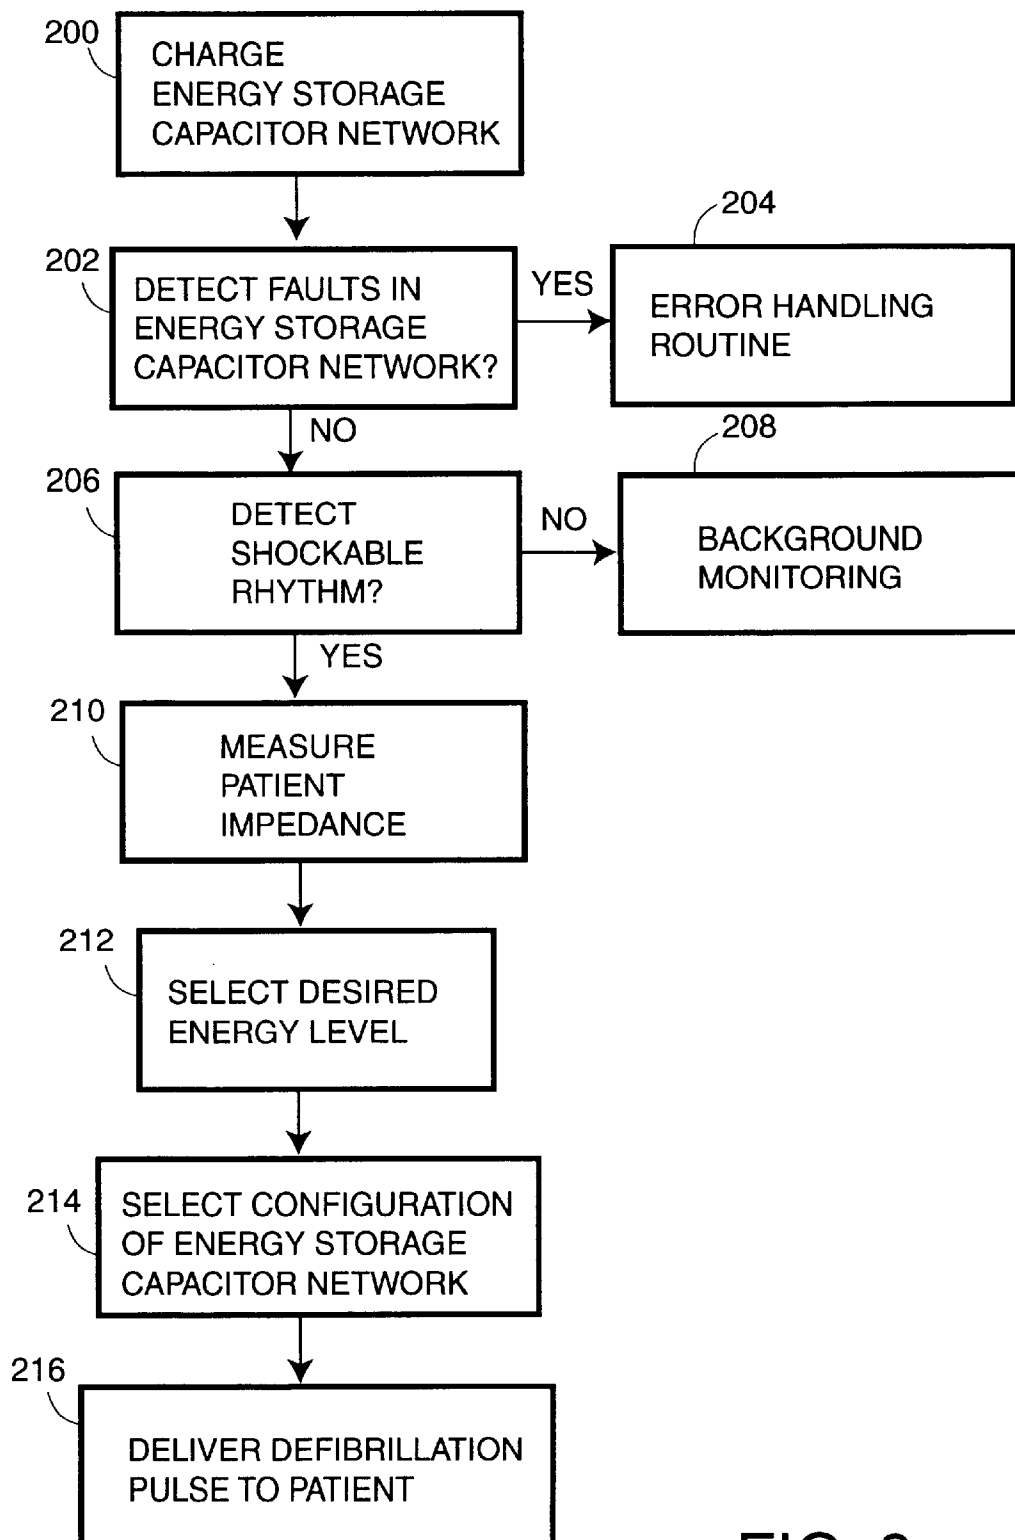 200
CHARGE
ENERGY STORAGE
CAPACITOR NETWORK
204
202
DETECT FAULTS IN
ENERGY STORAGE
CAPACITOR NETWORK?
YES
ERROR HANDLING
ROUTINE
NO
208
206
DETECT
SHOCKABLE
RHYTHM?
NO
BACKGROUND
MONITORING
YES
210
MEASURE
PATIENT
IMPEDANCE
212
SELECT DESIRED
ENERGY LEVEL
214
SELECT CONFIGURATION
OF ENERGY STORAGE
CAPACITOR NETWORK
216
DELIVER DEFIBRILLATION
PULSE TO PATIENT
FIG.